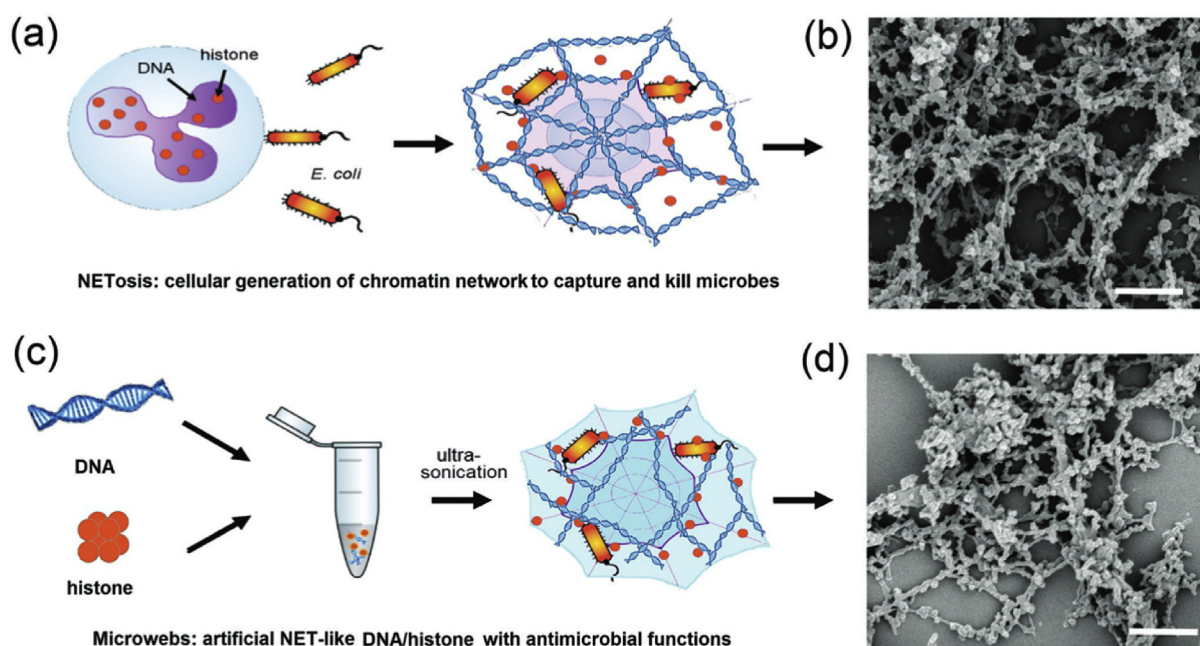 (a)
histone
DNA
E. coli
(b)
NETosis: cellular generation of chromatin network to capture and kill microbes
(c)
DNA
histone
ultra-
sonication
(d)
Microwebs: artificial NET-like DNA/histone with antimicrobial functions